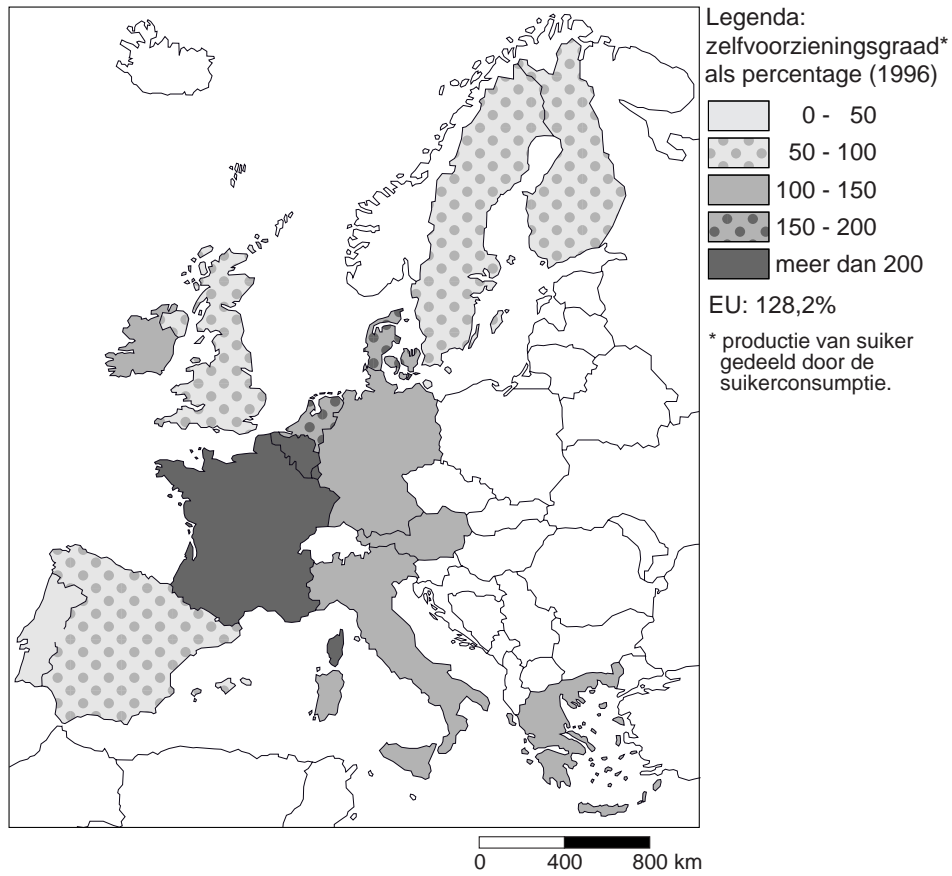 Legenda:
zelfvoorzieningsgraad*
als percentage (1996)
0 - 50
50 - 100
100 - 150
150 - 200
meer dan 200
EU: 128,2%
* productie van suiker
gedeeld door de
suikerconsumptie.
0 400 800 km